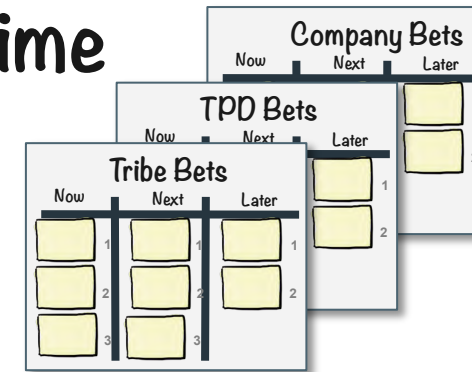 ime
Company Bets
Now Next Later
TPD Bets
Now Next Later
1
2
Tribe Bets
Now Next Later
1 1 1
2 2 2
3 3